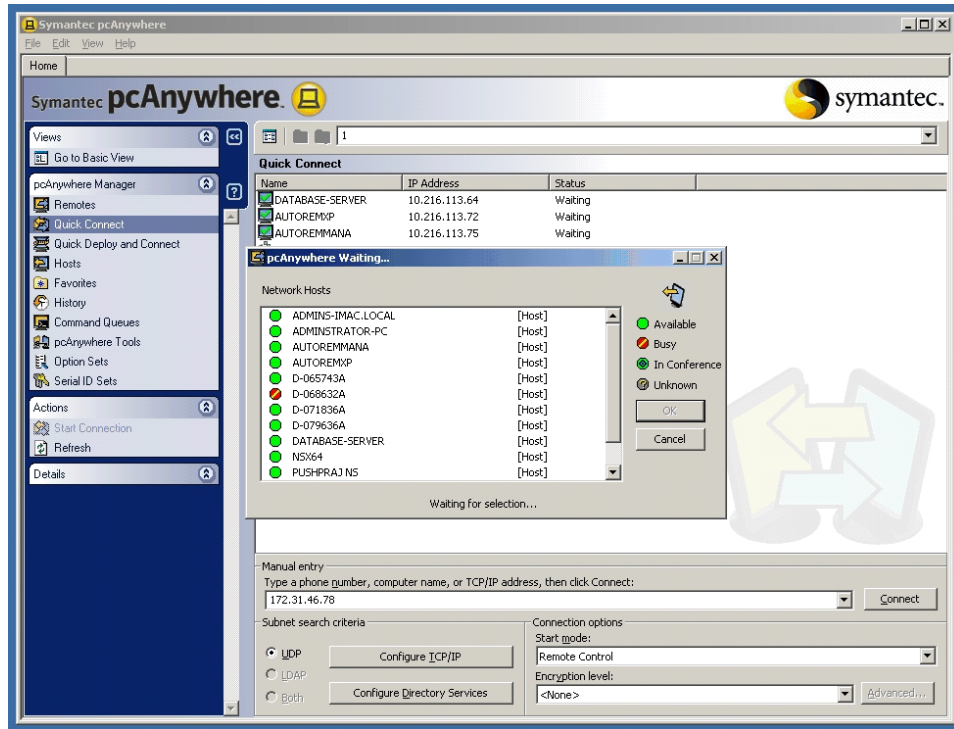 Symantec pcAnywhere
File Edit View Help
Home
Symantec pcAnywhere.
symantec.
Views
Go to Basic View
pcAnywhere Manager
Remotes
Quick Connect
Quick Deploy and Connect
Hosts
Favorites
History
Command Queues
pcAnywhere Tools
Option Sets
Serial ID Sets
Actions
Start Connection
Refresh
Details
1
Quick Connect
Name IP Address Status
DATABASE-SERVER 10.216.113.64 Waiting
AUTOREMXP 10.216.113.72 Waiting
AUTOREMMANA 10.216.113.75 Waiting
pcAnywhere Waiting...
Network Hosts
ADMINS-IMAC.LOCAL [Host]
ADMINSTRATOR-PC [Host]
AUTOREMMANA [Host]
AUTOREMXP [Host]
D-065743A [Host]
D-068632A [Host]
D-071836A [Host]
D-079636A [Host]
DATABASE-SERVER [Host]
NSX64 [Host]
PUSHPRAJ NS [Host]
Available
Busy
In Conference
Unknown
OK
Cancel
Waiting for selection...
Manual entry
Type a phone number, computer name, or TCP/IP address, then click Connect:
172.31.46.78
Connect
Subnet search criteria
UDP
LDAP
Both
Configure TCP/IP
Configure Directory Services
Connection options
Start mode:
Remote Control
Encryption level:
<None>
Advanced...